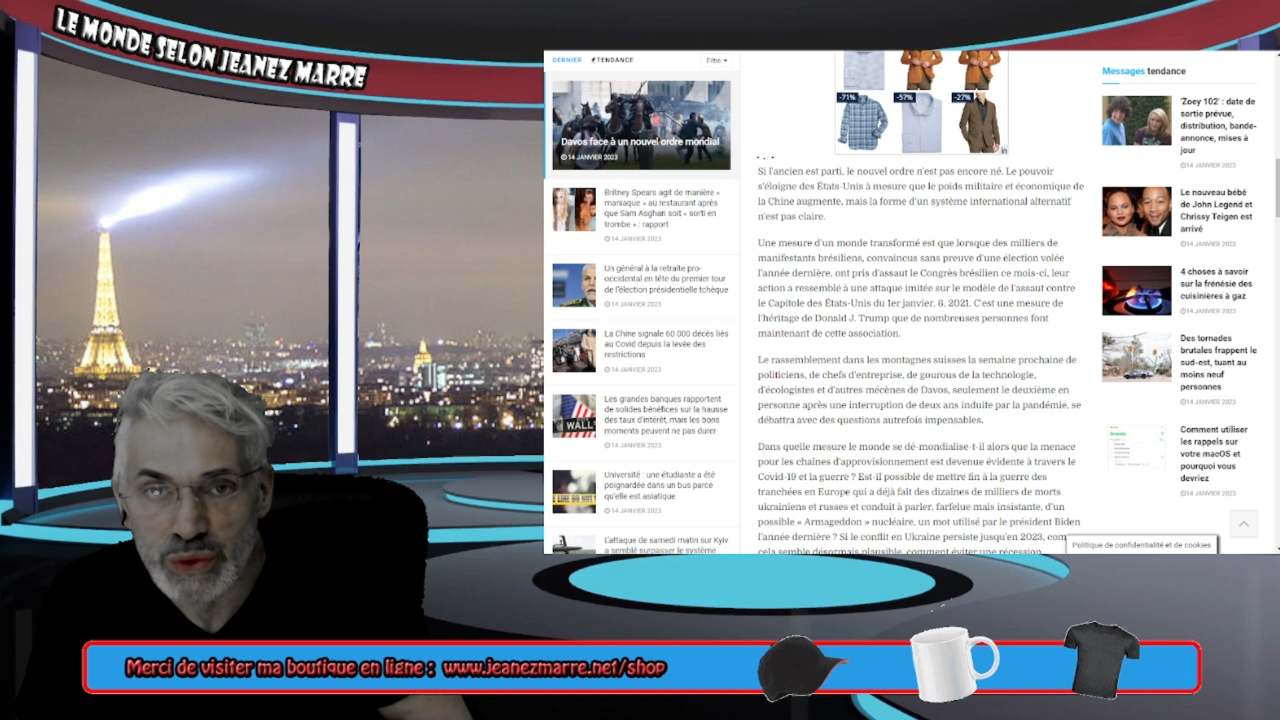 LE MONDE SELON JEANEZ MARRE
DERNIER
TENDANCE
Filtre
Davos face à un nouvel ordre mondial
14 JANVIER 2023
Britney Spears agit de manière «
maniaque » au restaurant après
que Sam Asghari soit « sorti en
trombe » : rapport
14 JANVIER 2023
Un général à la retraite pro-
occidental en tête du premier tour
de l'élection présidentielle tchèque
14 JANVIER 2023
La Chine signale 60 000 décès liés
au Covid depuis la levée des
restrictions
14 JANVIER 2023
Les grandes banques rapportent
de solides bénéfices sur la hausse
des taux d'intérêt, mais les bons
moments peuvent ne pas durer
14 JANVIER 2023
Université : une étudiante a été
poignardée dans un bus parce
qu'elle est asiatique
14 JANVIER 2023
L'attaque de samedi matin sur Kyiv
a semblé surpasser le système
-71%
-57%
-27%
Si l'ancien est parti, le nouvel ordre n'est pas encore né. Le pouvoir
s'éloigne des États-Unis à mesure que le poids militaire et économique de
la Chine augmente, mais la forme d'un système international alternatif
n'est pas claire.
Une mesure d'un monde transformé est que lorsque des milliers de
manifestants brésiliens, convaincus sans preuve d'une élection volée
l'année dernière, ont pris d'assaut le Congrès brésilien ce mois-ci, leur
action a ressemblé à une attaque imitée sur le modèle de l'assaut contre
le Capitole des États-Unis du 1er janvier. 6, 2021. C'est une mesure de
l'héritage de Donald J. Trump que de nombreuses personnes font
maintenant de cette association.
Le rassemblement dans les montagnes suisses la semaine prochaine de
politiciens, de chefs d'entreprise, de gourous de la technologie,
d'écologistes et d'autres mécènes de Davos, seulement le deuxième en
personne après une interruption de deux ans induite par la pandémie, se
débattra avec des questions autrefois impensables.
Dans quelle mesure le monde se dé-mondialise-t-il alors que la menace
pour les chaînes d'approvisionnement est devenue évidente à travers le
Covid-19 et la guerre ? Est-il possible de mettre fin à la guerre des
tranchées en Europe qui a déjà fait des dizaines de milliers de morts
ukrainiens et russes et conduit à parler, farfelue mais insistante, d'un
possible « Armageddon » nucléaire, un mot utilisé par le président Biden
l'année dernière ? Si le conflit en Ukraine persiste jusqu'en 2023, com
cela semble désormais plausible, comment éviter une récession
Messages tendance
'Zoey 102' : date de
sortie prévue,
distribution, bande-
annonce, mises à
jour
14 JANVIER 2023
Le nouveau bébé
de John Legend et
Chrissy Teigen est
arrivé
14 JANVIER 2023
4 choses à savoir
sur la frénésie des
cuisinières à gaz
14 JANVIER 2023
Des tornades
brutales frappent le
sud-est, tuant au
moins neuf
personnes
14 JANVIER 2023
Comment utiliser
les rappels sur
votre macOS et
pourquoi vous
devriez
14 JANVIER 2023
Politique de confidentialité et de cookies
WALL
Merci de visiter ma boutique en ligne : www.jeanezmarre.net/shop